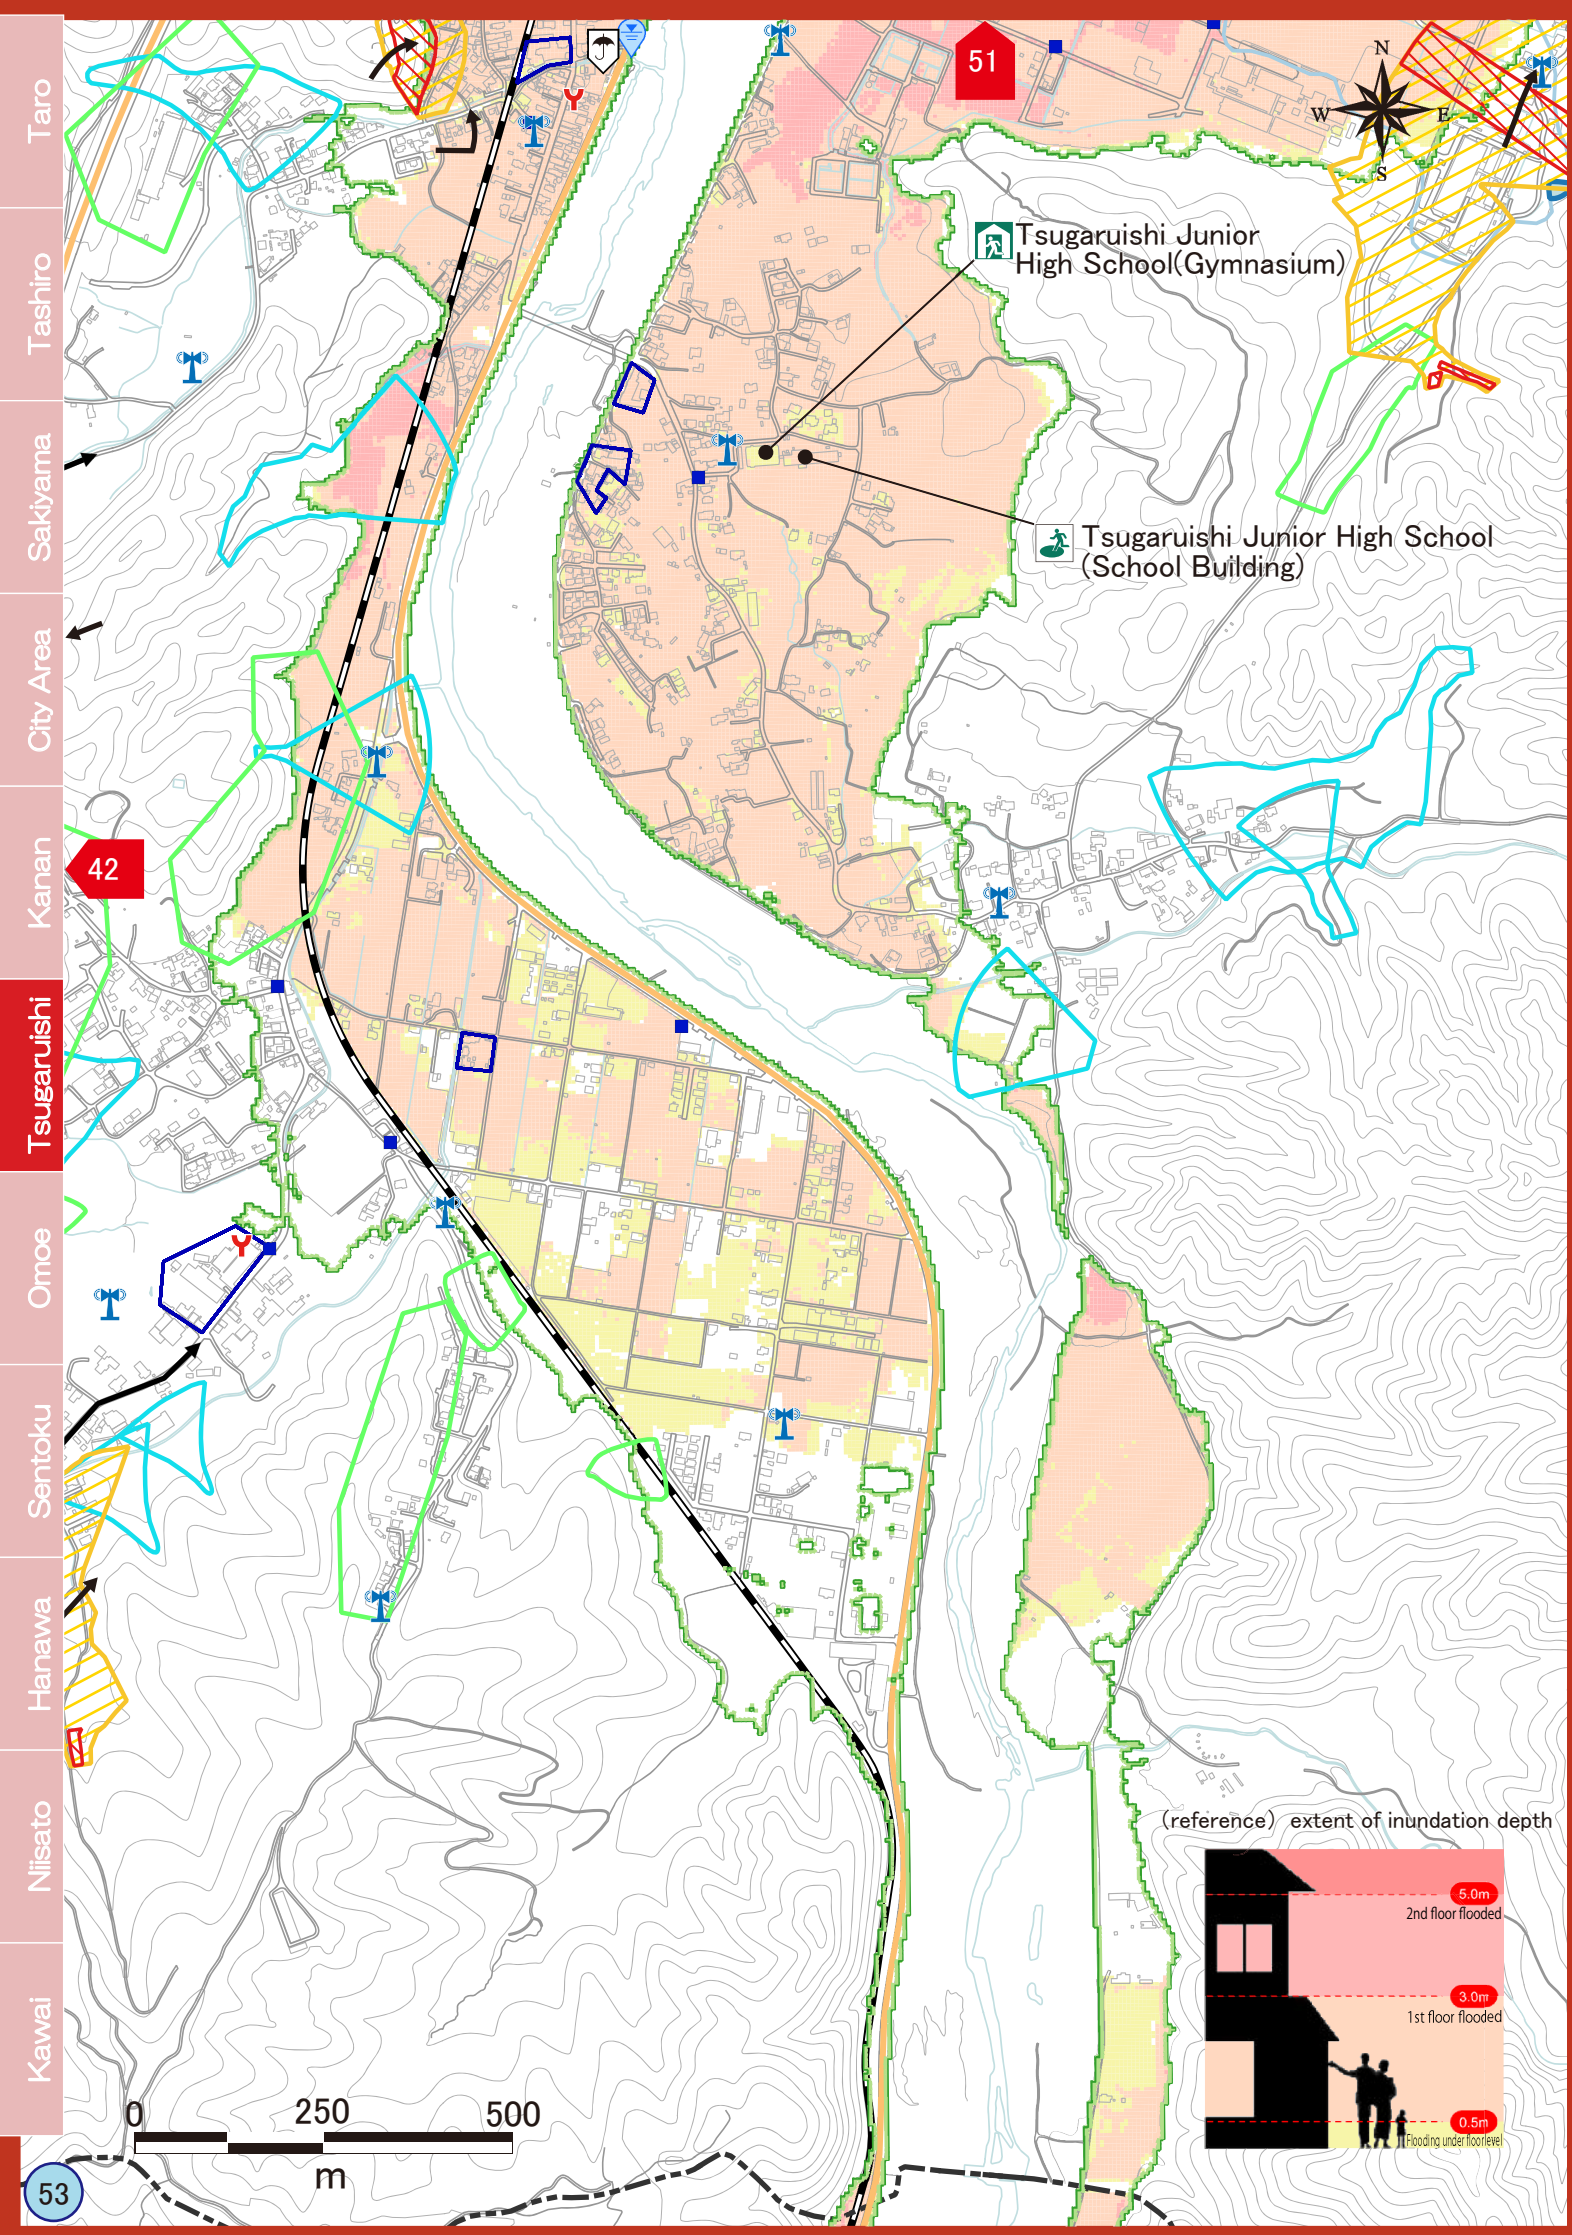 Taro
Tashiro
Sakiyama
City Area
Kanan
Tsugaruishi
Omoe
Sentoku
Hanawa
Niisato
Kawai
51
N
W
E
S
Tsugaruishi Junior
High School(Gymnasium)
Tsugaruishi Junior High School
(School Building)
42
(reference) extent of inundation depth
5.0m
2nd floor flooded
3.0m
1st floor flooded
0.5m
Flooding under floor level
0 250 500
m
53